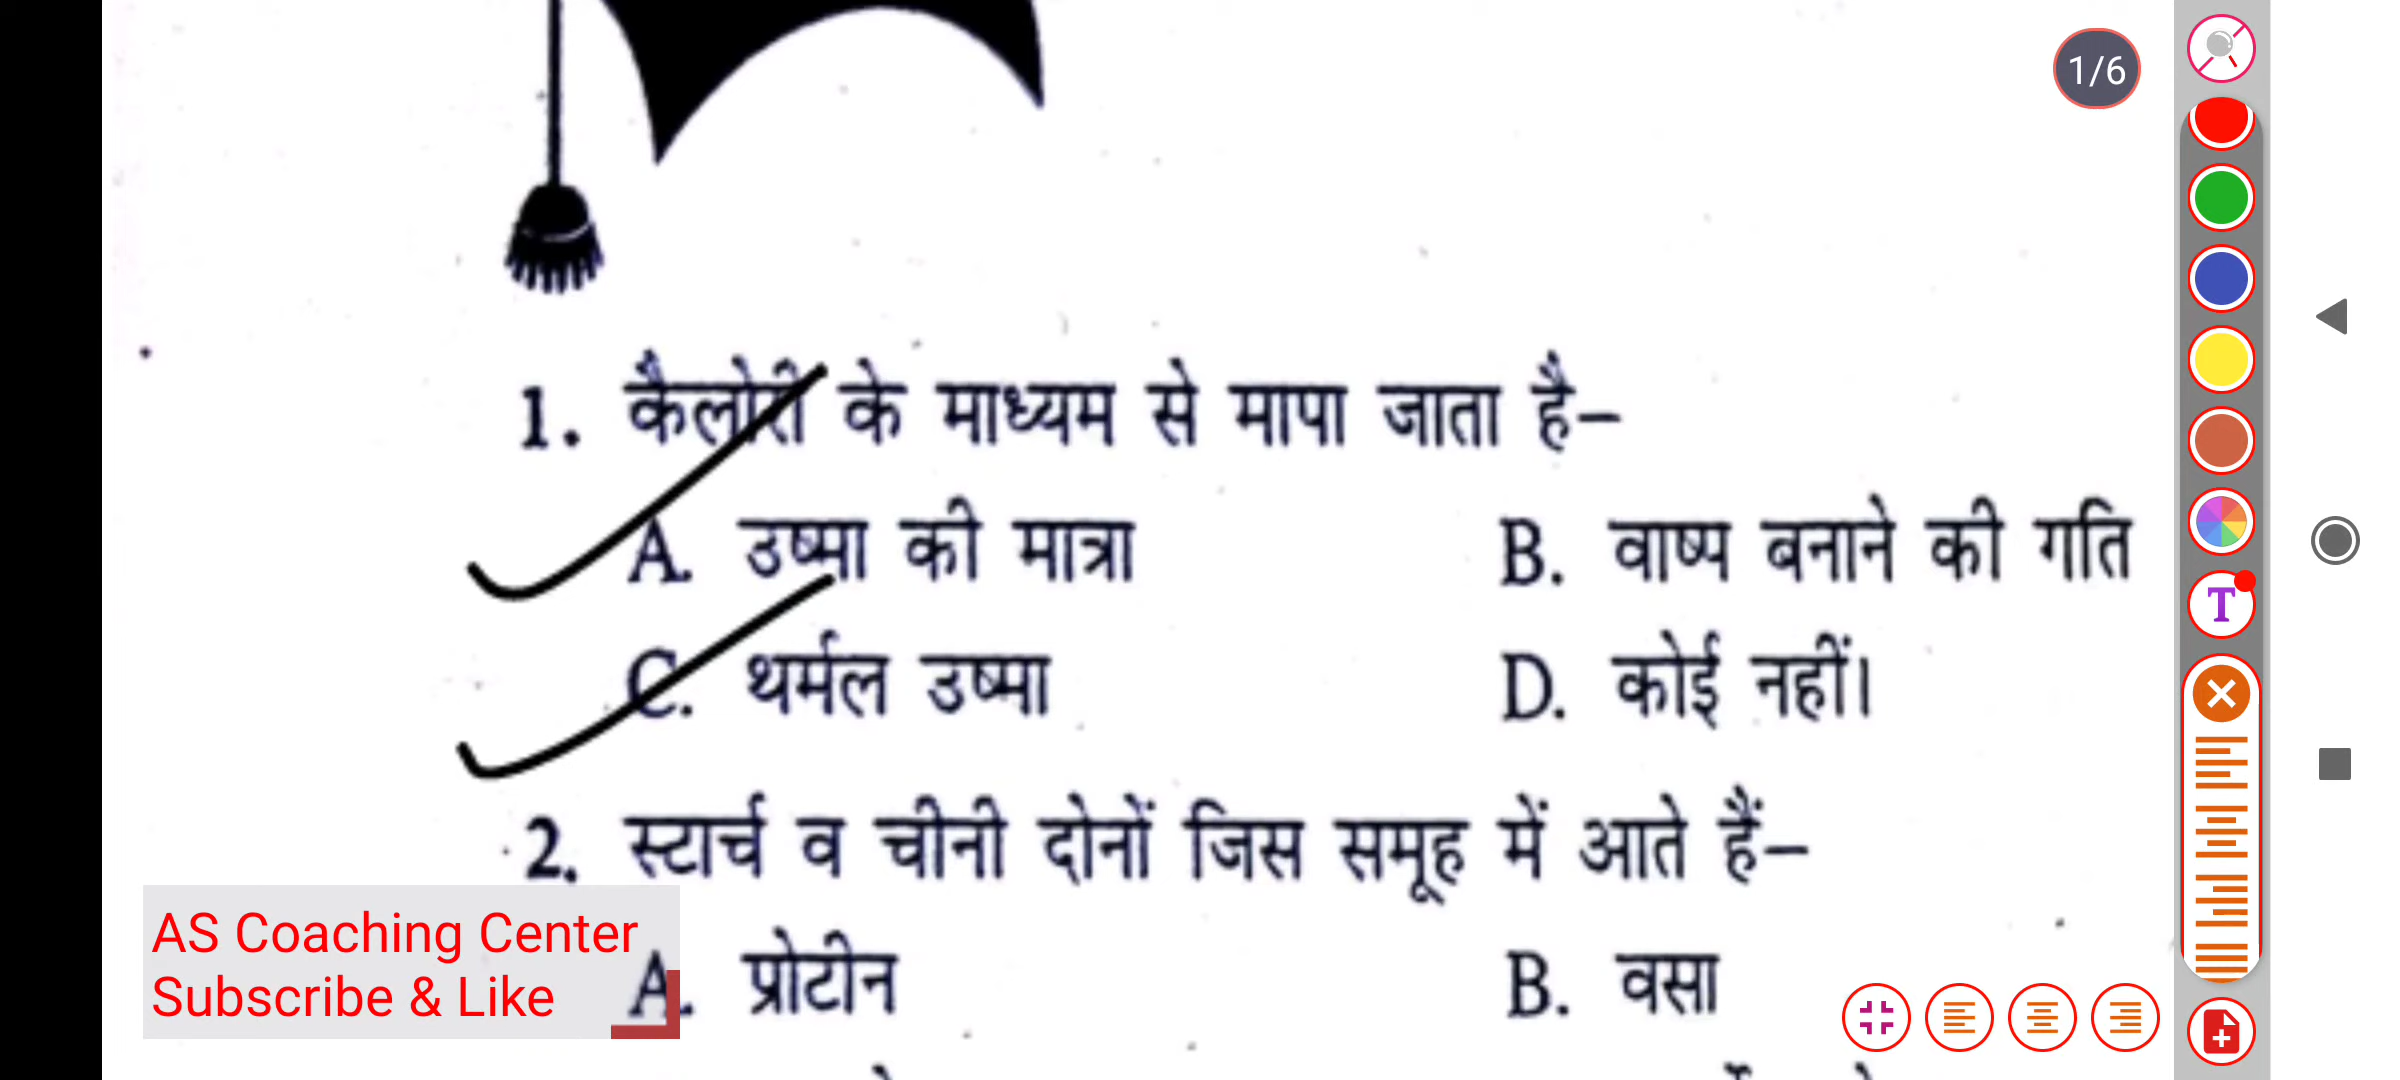 1/6
1. कैलोरी के माध्यम से मापा जाता है–
A. उष्मा की मात्रा B. वाष्प बनाने की गति
C. थर्मल उष्मा D. कोई नहीं।
2. स्टार्च व चीनी दोनों जिस समूह में आते हैं–
A. प्रोटीन B. वसा
AS Coaching Center
Subscribe & Like
T